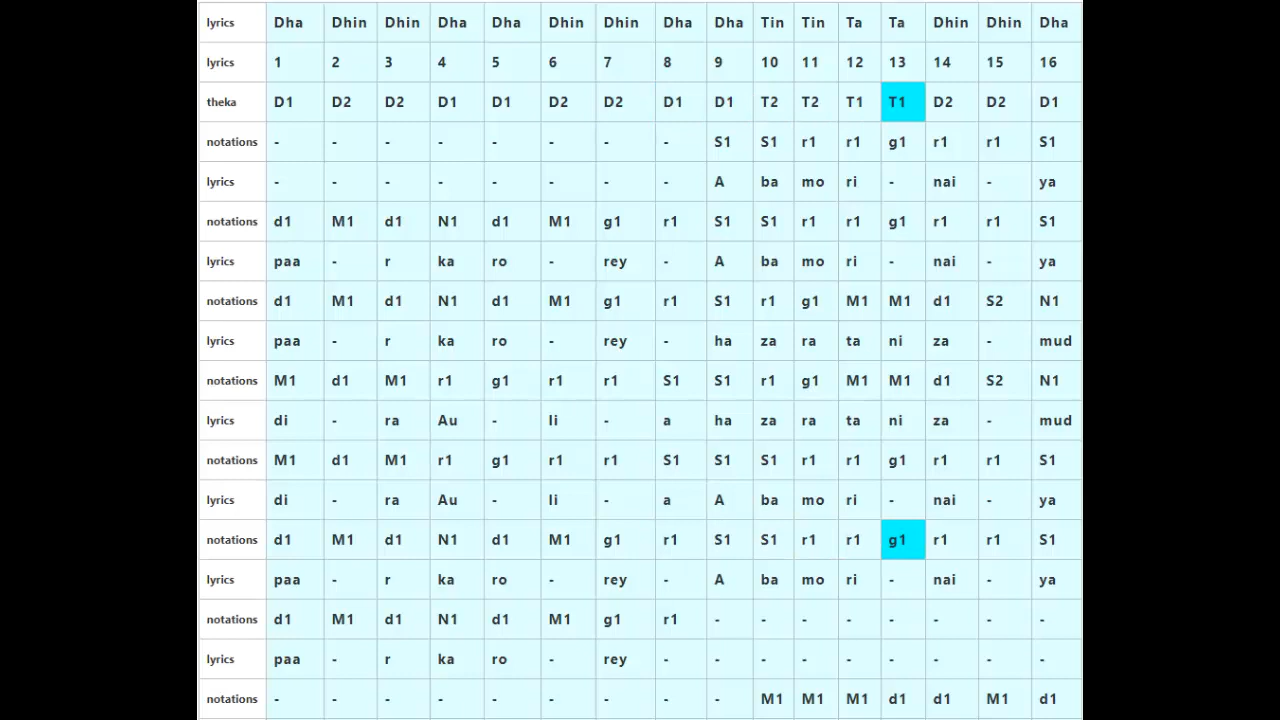 lyrics Dha Dhin Dhin Dha Dha Dhin Dhin Dha Dha Tin Tin Ta Ta Dhin Dhin Dha
lyrics 1 2 3 4 5 6 7 8 9 10 11 12 13 14 15 16
theka D1 D2 D2 D1 D1 D2 D2 D1 D1 T2 T2 T1 T1 D2 D2 D1
notations - - - - - - - - S1 S1 r1 r1 g1 r1 r1 S1
lyrics - - - - - - - - A ba mo ri - nai - ya
notations d1 M1 d1 N1 d1 M1 g1 r1 S1 S1 r1 r1 g1 r1 r1 S1
lyrics paa - r ka ro - rey - A ba mo ri - nai - ya
notations d1 M1 d1 N1 d1 M1 g1 r1 S1 r1 g1 M1 M1 d1 S2 N1
lyrics paa - r ka ro - rey - ha za ra ta ni za - mud
notations M1 d1 M1 r1 g1 r1 r1 S1 S1 r1 g1 M1 M1 d1 S2 N1
lyrics di - ra Au - li - a ha za ra ta ni za - mud
notations M1 d1 M1 r1 g1 r1 r1 S1 S1 S1 r1 r1 g1 r1 r1 S1
lyrics di - ra Au - li - a A ba mo ri - nai - ya
notations d1 M1 d1 N1 d1 M1 g1 r1 S1 S1 r1 r1 g1 r1 r1 S1
lyrics paa - r ka ro - rey - A ba mo ri - nai - ya
notations d1 M1 d1 N1 d1 M1 g1 r1 - - - - - - - -
lyrics paa - r ka ro - rey - - - - - - - - -
notations - - - - - - - - - M1 M1 M1 d1 d1 M1 d1